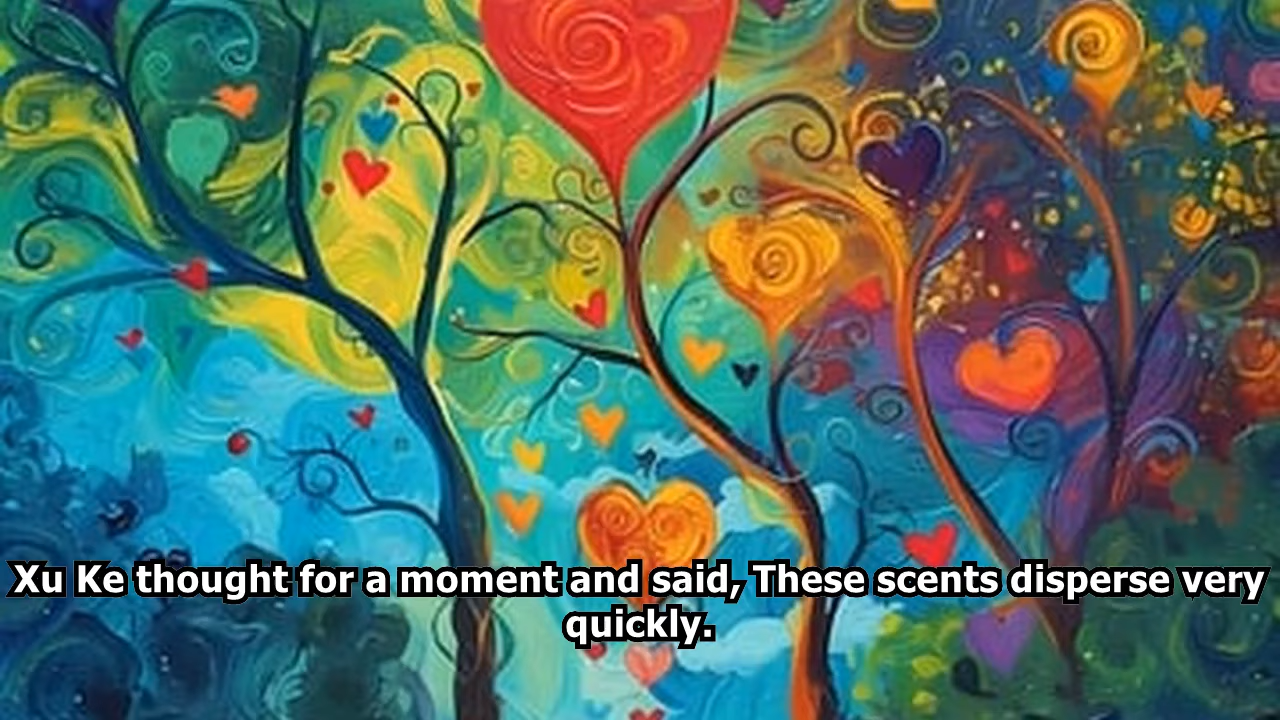 Xu Ke thought for a moment and said, These scents disperse very
quickly.